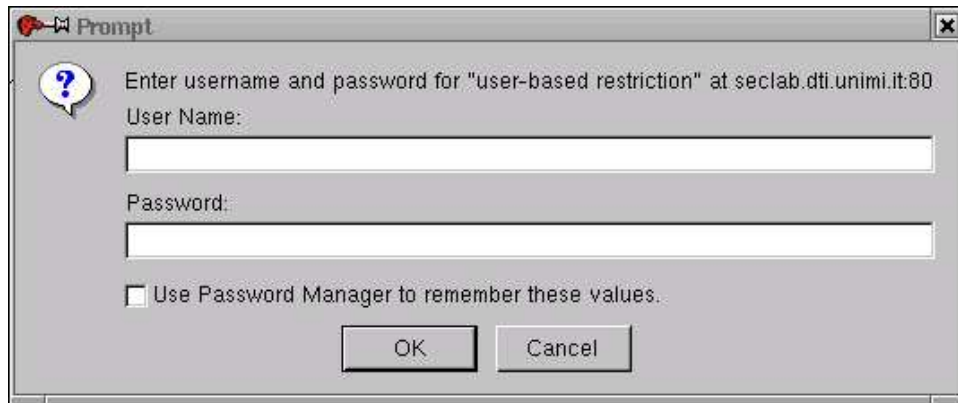 Prompt
Enter username and password for "user-based restriction" at seclab.dti.unimi.it:80
User Name:
Password:
Use Password Manager to remember these values.
OK
Cancel